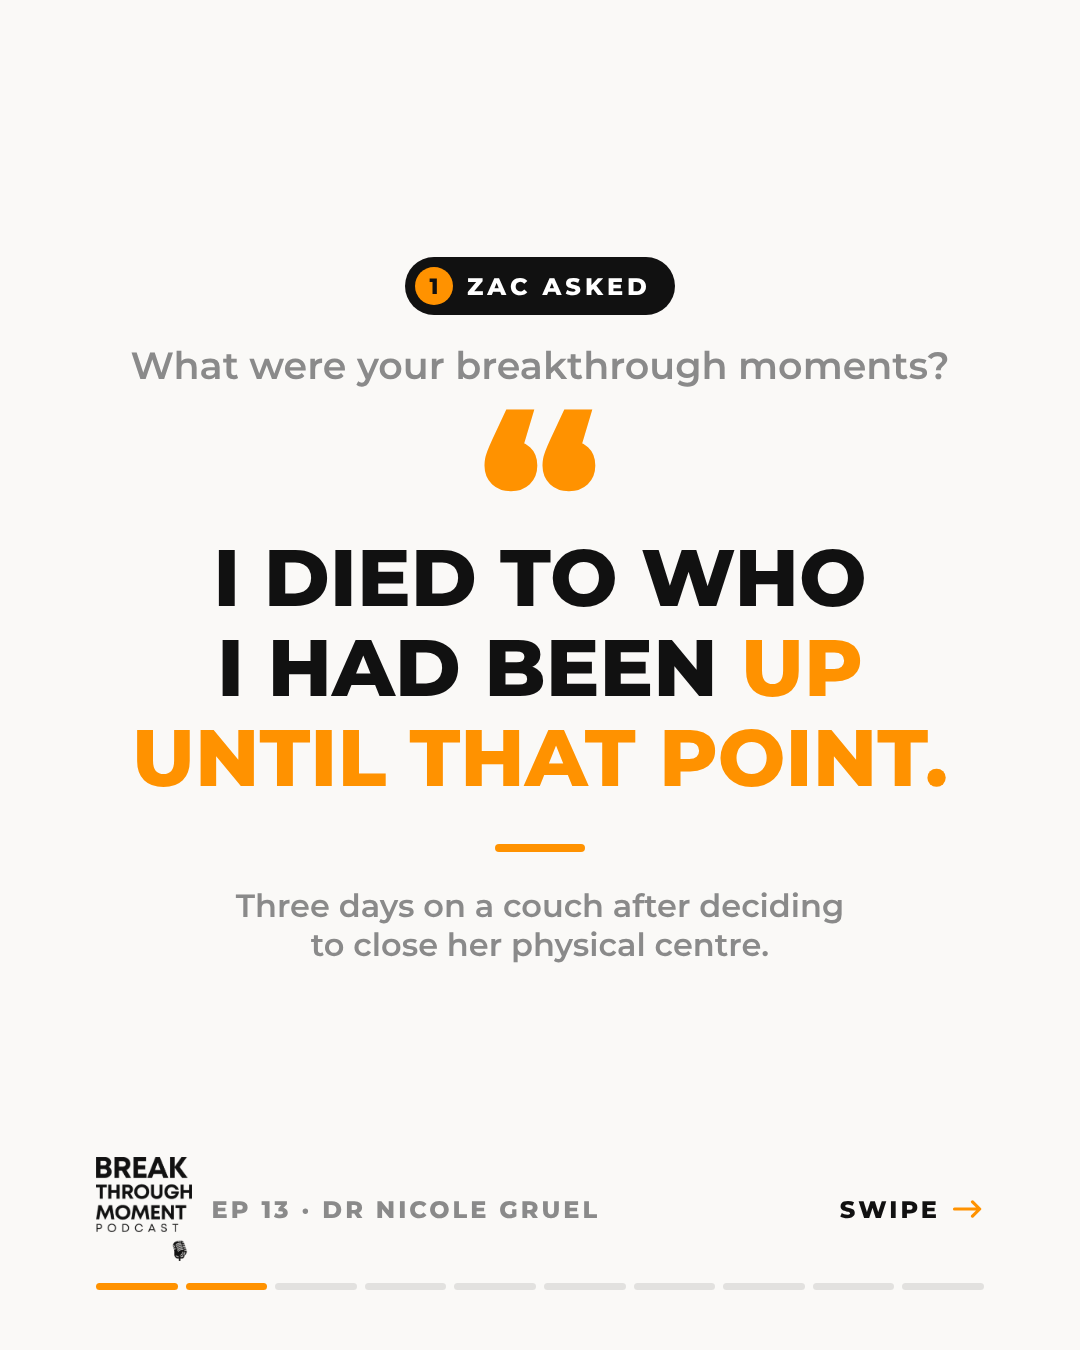 1 ZAC ASKED
What were your breakthrough moments?
“
I DIED TO WHO
I HAD BEEN UP
UNTIL THAT POINT.
Three days on a couch after deciding
to close her physical centre.
BREAK
THROUGH
MOMENT
PODCAST
EP 13 · DR NICOLE GRUEL
SWIPE →